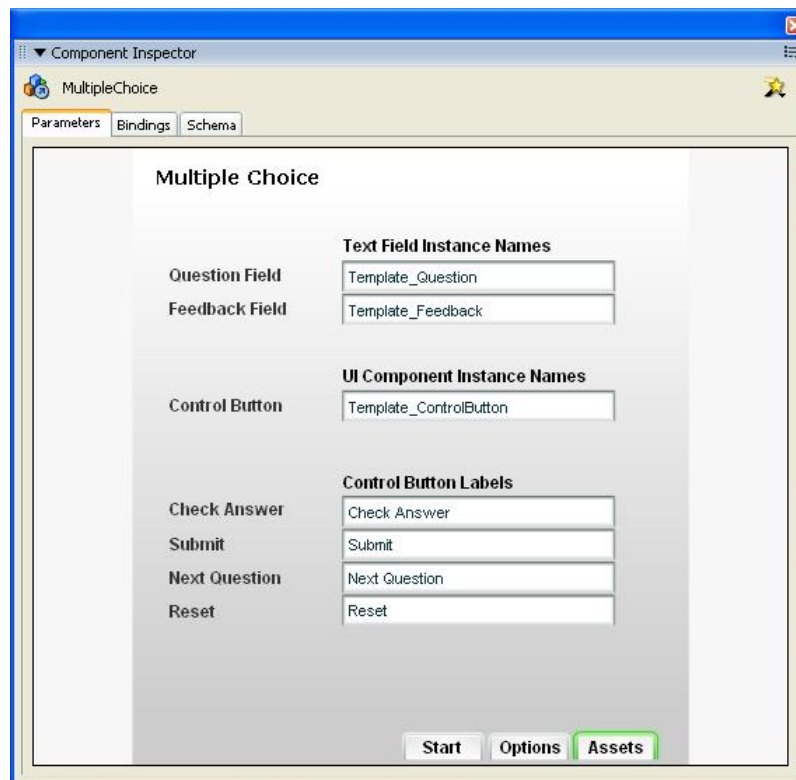 Component Inspector
MultipleChoice
Parameters Bindings Schema
Multiple Choice
Text Field Instance Names
Question Field Template_Question
Feedback Field Template_Feedback
UI Component Instance Names
Control Button Template_ControlButton
Control Button Labels
Check Answer Check Answer
Submit Submit
Next Question Next Question
Reset Reset
Start Options Assets